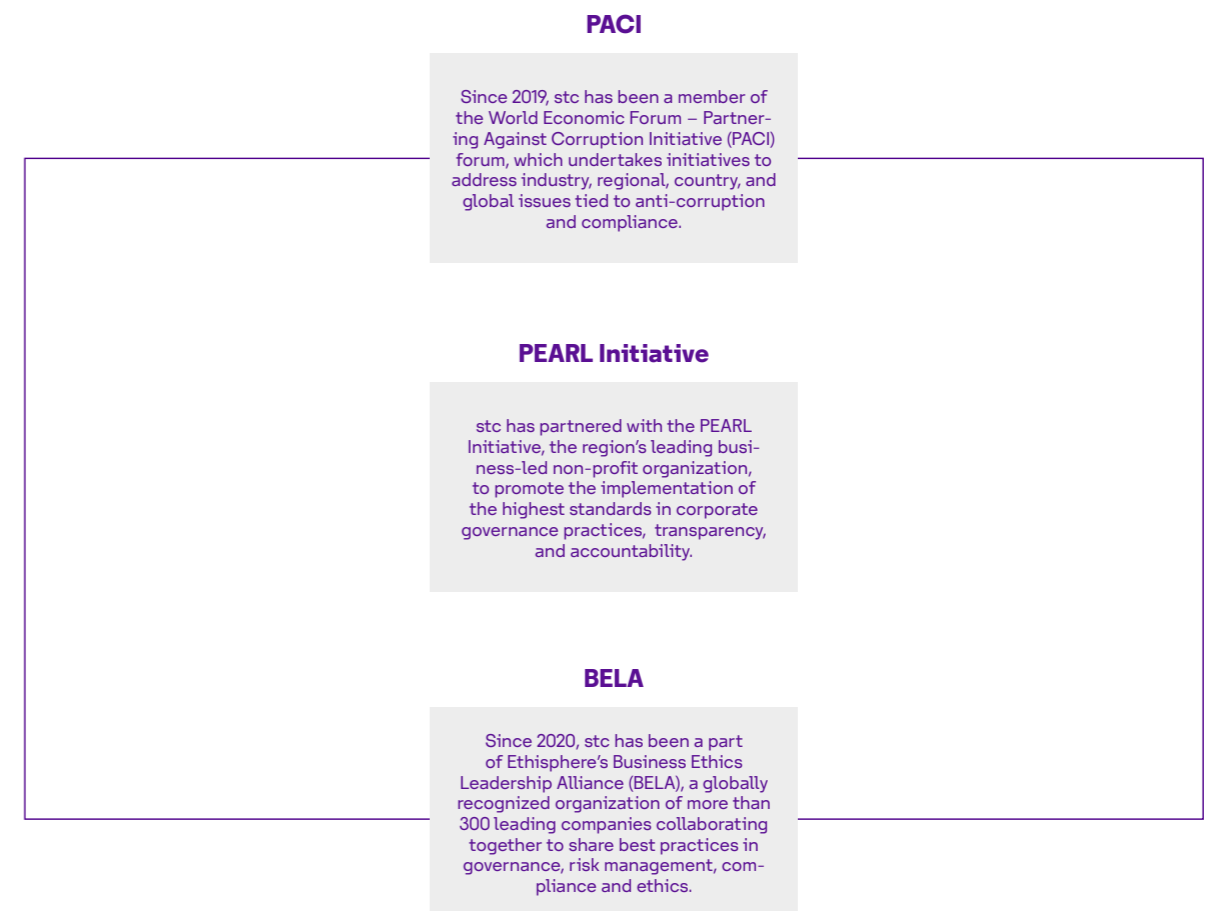 PACI
Since 2019, stc has been a member of
the World Economic Forum – Partner-
ing Against Corruption Initiative (PACI)
forum, which undertakes initiatives to
address industry, regional, country, and
global issues tied to anti-corruption
and compliance.
PEARL Initiative
stc has partnered with the PEARL
Initiative, the region's leading busi-
ness-led non-profit organization,
to promote the implementation of
the highest standards in corporate
governance practices,  transparency,
and accountability.
BELA
Since 2020, stc has been a part
of Ethisphere's Business Ethics
Leadership Alliance (BELA), a globally
recognized organization of more than
300 leading companies collaborating
together to share best practices in
governance, risk management, com-
pliance and ethics.